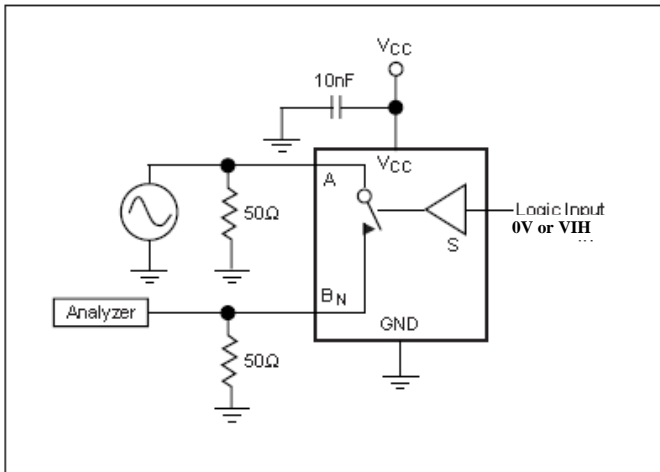 VCC
10nF
VCC
A
50Ω
Logic Input
0V or VIH
S
BN
Analyzer
GND
50Ω